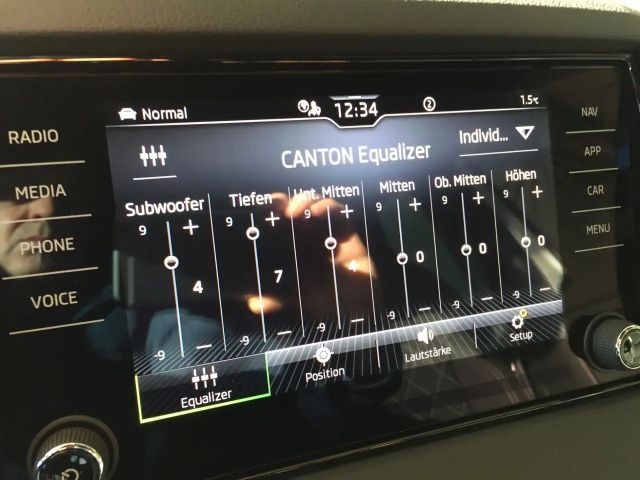 Normal
12:34
2
1.5°C
RADIO
MEDIA
PHONE
VOICE
NAV
APP
CAR
MENU
CANTON Equalizer
Individ...
Subwoofer
Tiefen
Unt. Mitten
Mitten
Ob. Mitten
Höhen
9 +
9 +
9 +
9 +
9 +
9 +
4
7
4
0
0
0
-9 —
-9 —
-9 —
-9 —
-9 —
-9 —
Equalizer
Position
Lautstärke
Setup